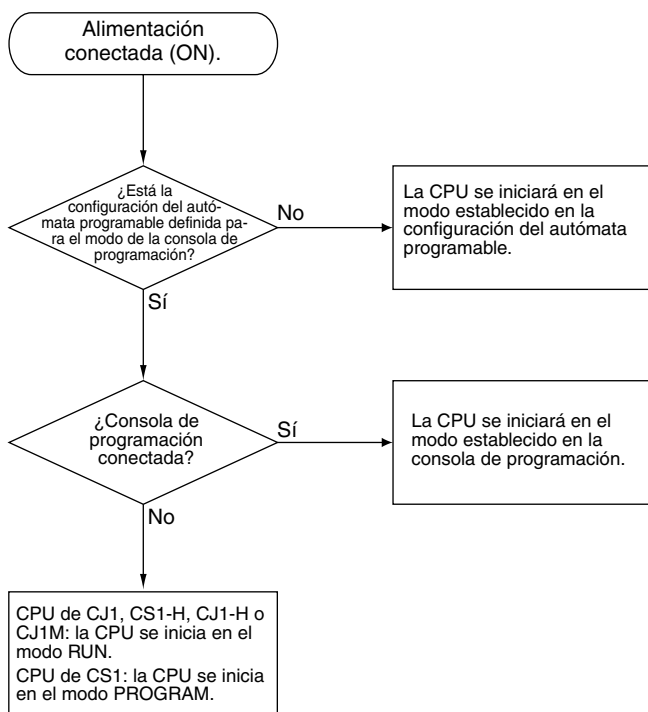 Alimentación
conectada (ON).
¿Está la
configuración del autó-
mata programable definida pa-
ra el modo de la consola de
programación?
No
La CPU se iniciará en el
modo establecido en la
configuración del autómata
programable.
Sí
¿Consola de
programación
conectada?
Sí
La CPU se iniciará en el
modo establecido en la
consola de programación.
No
CPU de CJ1, CS1-H, CJ1-H o
CJ1M: la CPU se inicia en el
modo RUN.
CPU de CS1: la CPU se inicia
en el modo PROGRAM.